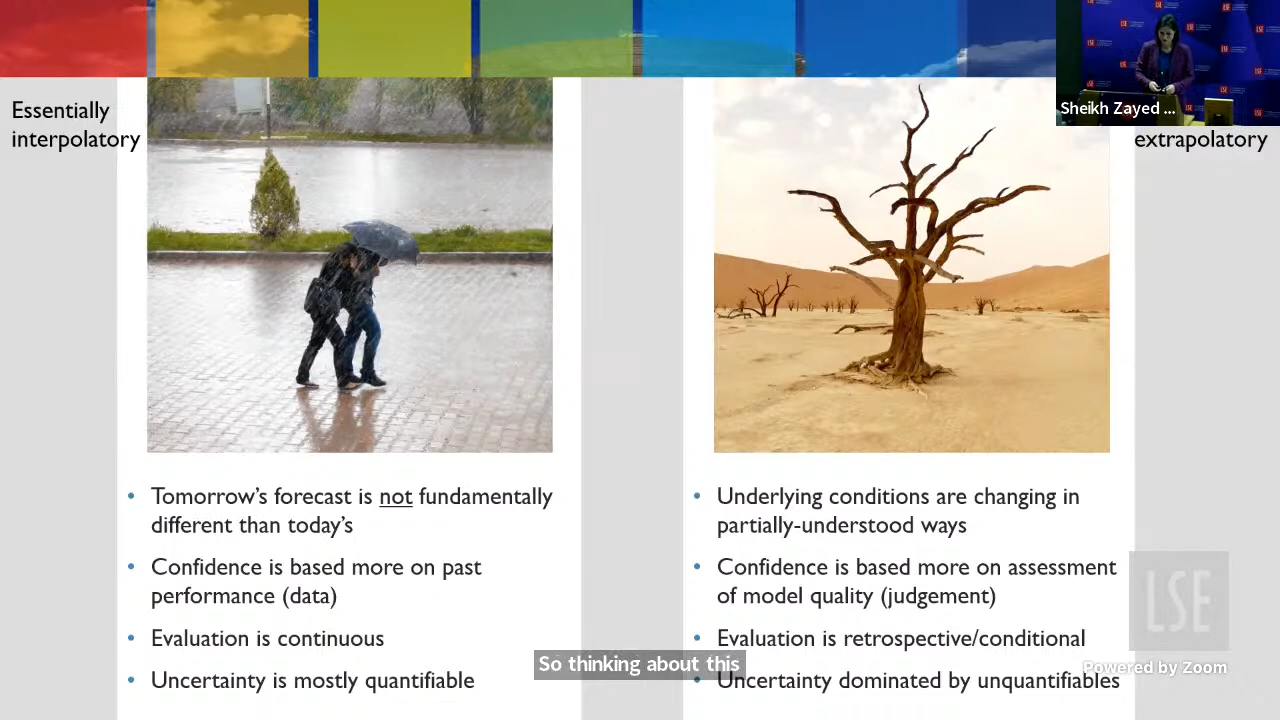 Essentially
interpolatory
Sheikh Zayed ...
extrapolatory
• Tomorrow's forecast is not fundamentally
different than today's
• Confidence is based more on past
performance (data)
• Evaluation is continuous
• Uncertainty is mostly quantifiable
• Underlying conditions are changing in
partially-understood ways
• Confidence is based more on assessment
of model quality (judgement)
• Evaluation is retrospective/conditional
• Uncertainty dominated by unquantifiables
So thinking about this
LSE
Powered by Zoom